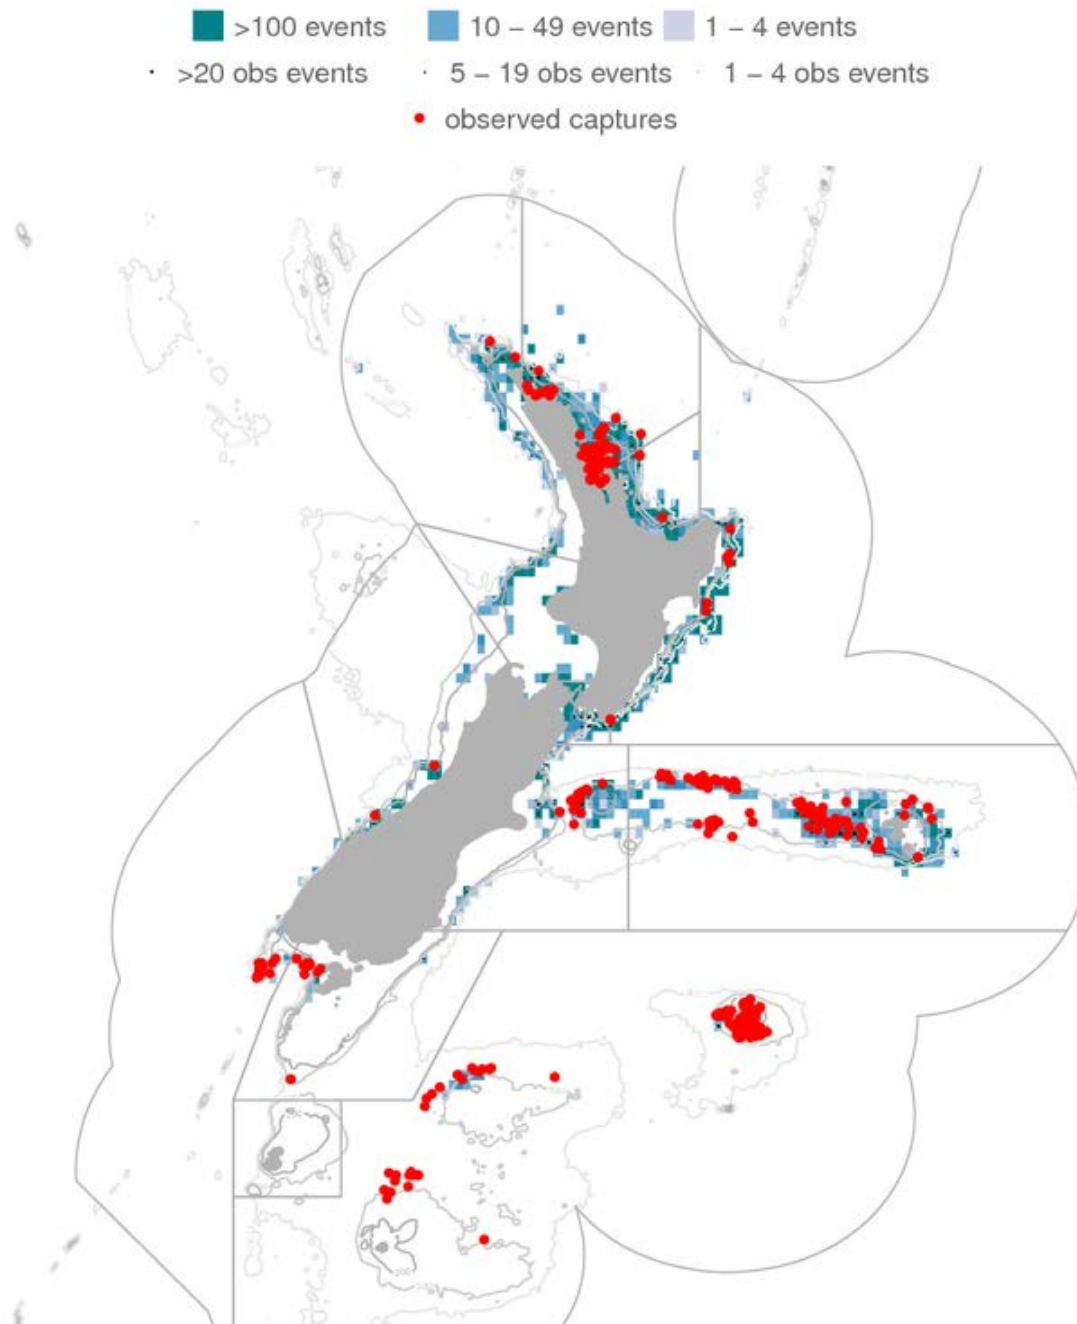 >100 events 10 – 49 events 1 – 4 events
>20 obs events 5 – 19 obs events 1 – 4 obs events
observed captures